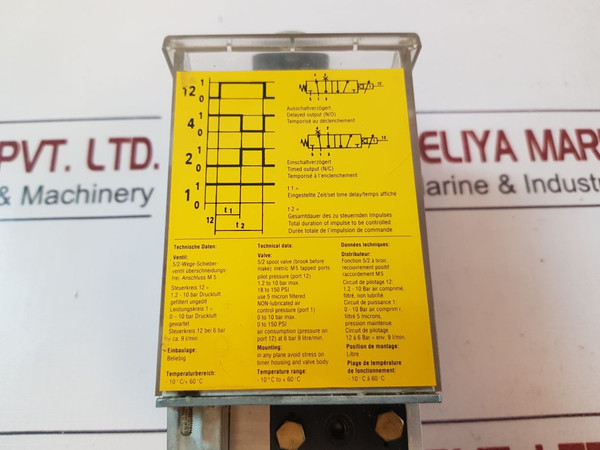 PVT. LTD.
& Machinery
ELIYA MAR
arine & Indust
1
12
0
1
4
0
1
2
0
1
12
t 1
t 2
12
Ausschaltverzögert
Delayed output (N/O)
Temporisé au déclenchement
Einschaltverzögert
Timed output (N/C)
Temporisé à l'enclenchement
t 1 =
Eingestellte Zeit/set time delay/temps affiché
t 2 =
Gesamtdauer des zu steuernden Impulses
Total duration of impulse to be controlled
Durée totale de l'impulsion de commande
Technische Daten:
Ventil:
5/2-Wege-Schieber-
ventil überschneidungs-
frei, Anschluss M 5
Steuerkreis 12 =
1.2 - 10 bar Druckluft
gefiltert ungeölt
Leistungskreis 1 =
0 - 10 bar Druckluft
gewartet
Steuerkreis 12 bei 6 bar
= ca. 9 l/min.
Einbaulage:
Beliebig
Temperaturbereich:
- 10°C/+ 60°C
Technical date:
Valve:
5/2 spool valve (brook before
make) metric M 5 tapped ports
pilot pressure (port 12)
1.2 to 10 bar max.
18 to 150 PSI
use 5 micron filtered
NON-lubricated air
control pressure (port 1)
0 to 10 bar max.
0 to 150 PSI
air consumption (pressure on
port 12) at 6 bar 9 litre/min.
Mounting:
in any plane avoid stress on
timer housing and valve body
Temperature range:
- 10°C to + 60°C
Données techniques:
Distributeur:
Fonction 5/2 à tiroir,
recouvrement positif
raccordement M5
Circuit de pilotage 12:
1.2 - 10 Bar air comprimé,
filtré, non lubrifié
Circuit de puissance 1:
0 - 10 Bar air comprimé,
filtré 5 microns,
pression maintenue
Circuit de pilotage
12 à 6 Bar = env. 9 l/min.
Position de montage:
Libre
Plage de température
de fonctionnement:
- 10°C à 60°C